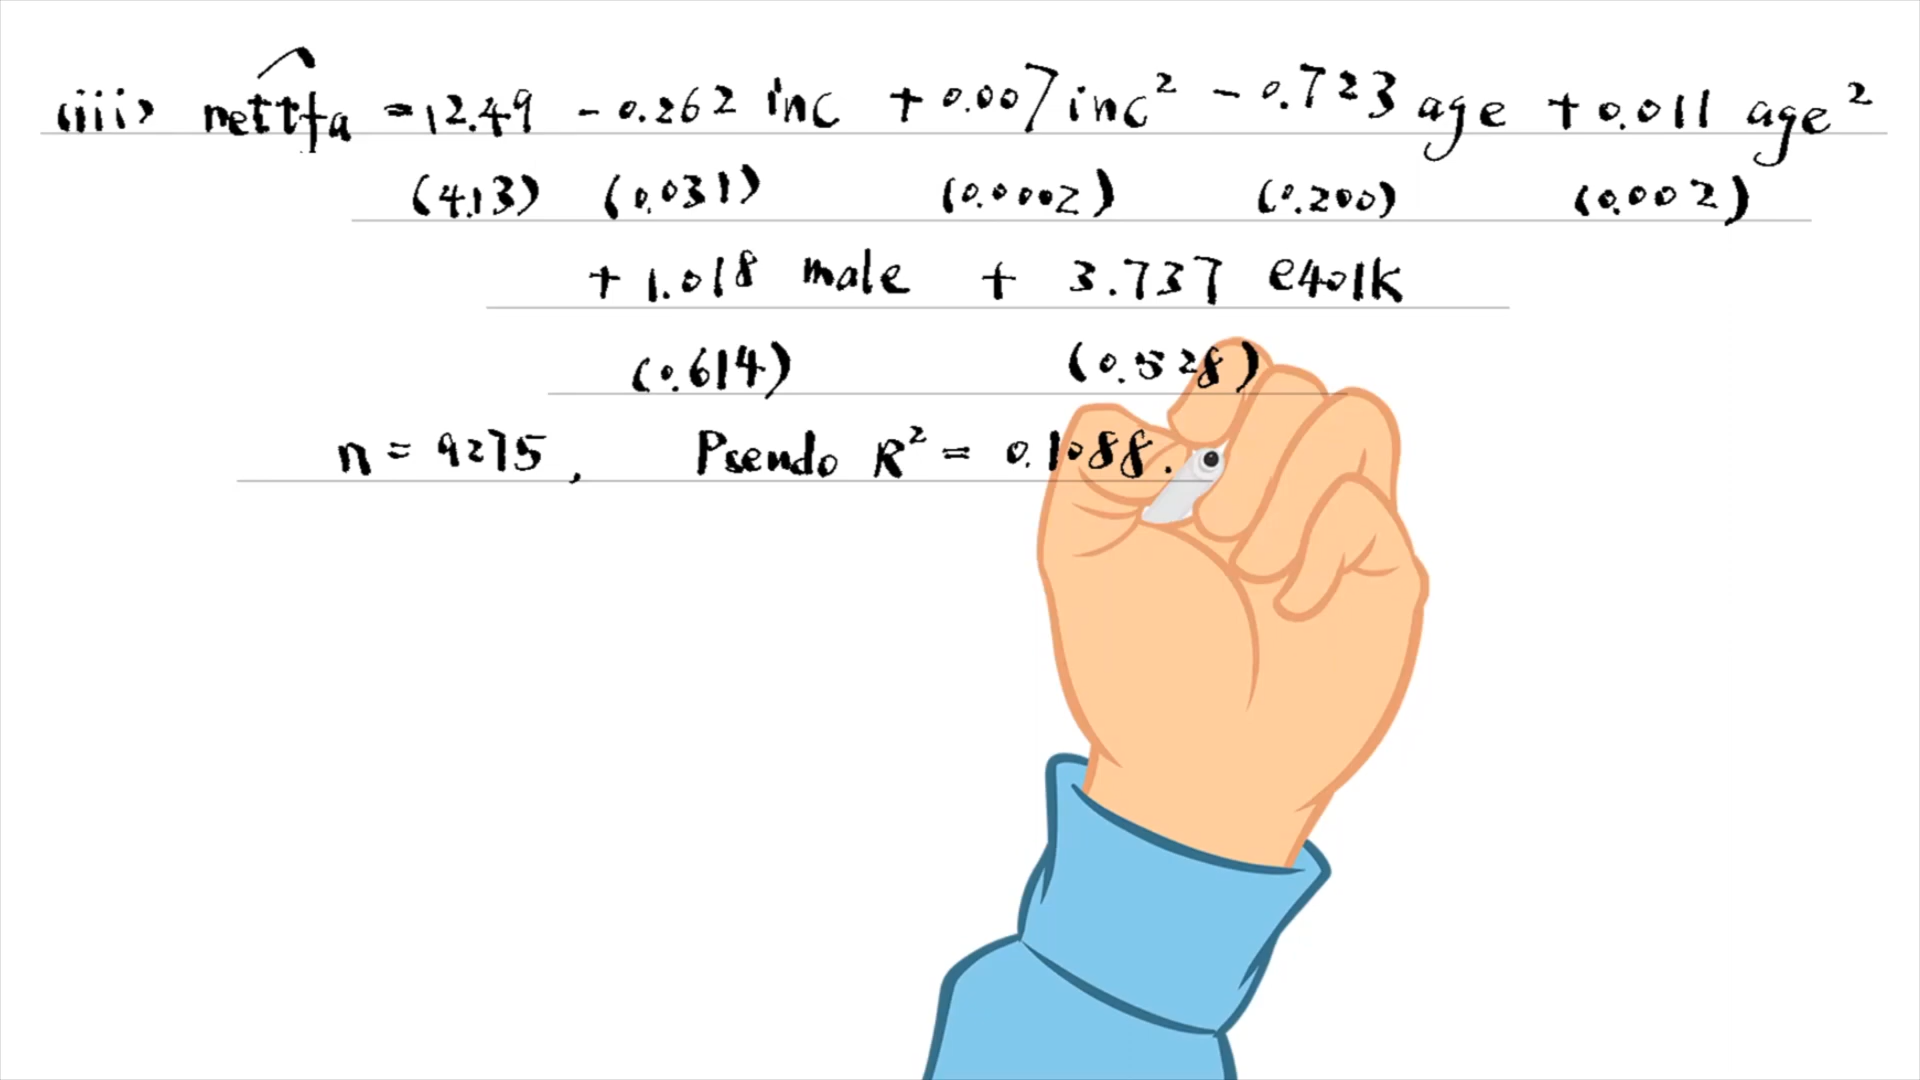 (iii) nettfa = 12.49 - 0.262 inc + 0.007 inc² - 0.723 age + 0.011 age²
(4.13) (0.031) (0.0002) (0.200) (0.002)
+ 1.018 male + 3.737 e401k
(0.614) (0.528)
n = 9275, Psendo R² = 0.1088.